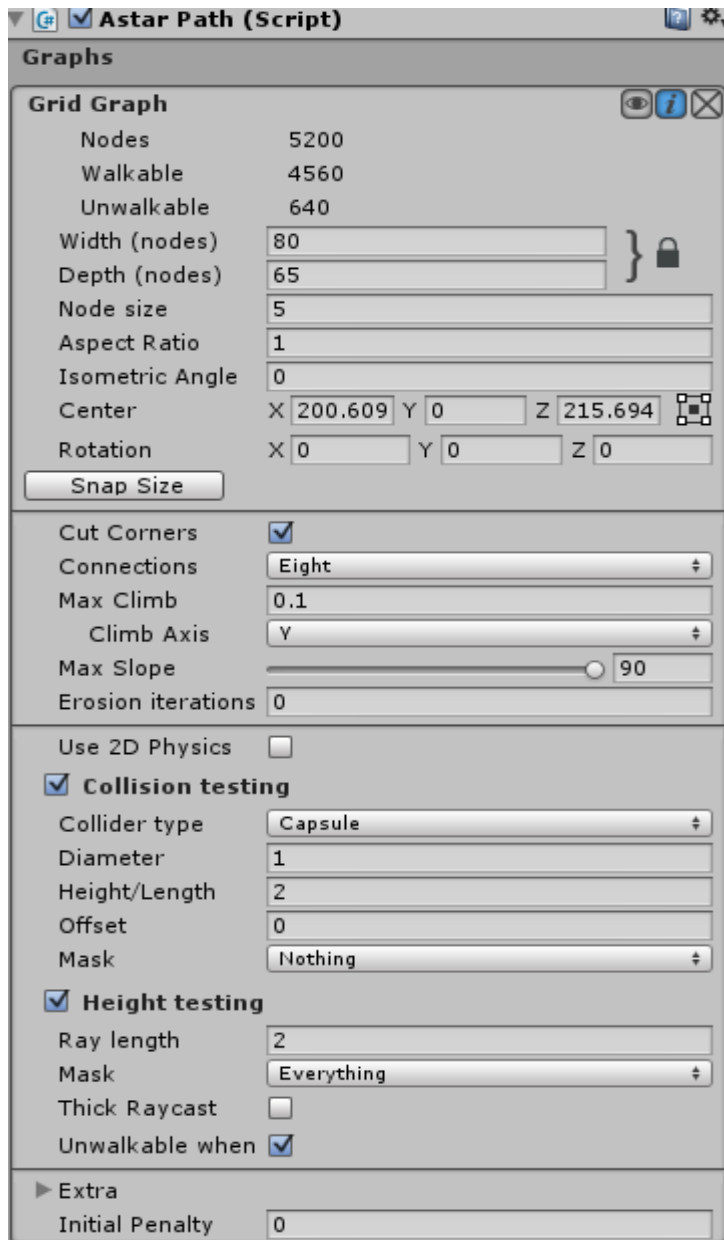 Astar Path (Script)
Graphs
Grid Graph
Nodes 5200
Walkable 4560
Unwalkable 640
Width (nodes) 80
Depth (nodes) 65
Node size 5
Aspect Ratio 1
Isometric Angle 0
Center X 200.609 Y 0 Z 215.694
Rotation X 0 Y 0 Z 0
Snap Size
Cut Corners
Connections Eight
Max Climb 0.1
Climb Axis Y
Max Slope 90
Erosion iterations 0
Use 2D Physics
Collision testing
Collider type Capsule
Diameter 1
Height/Length 2
Offset 0
Mask Nothing
Height testing
Ray length 2
Mask Everything
Thick Raycast
Unwalkable when
Extra
Initial Penalty 0